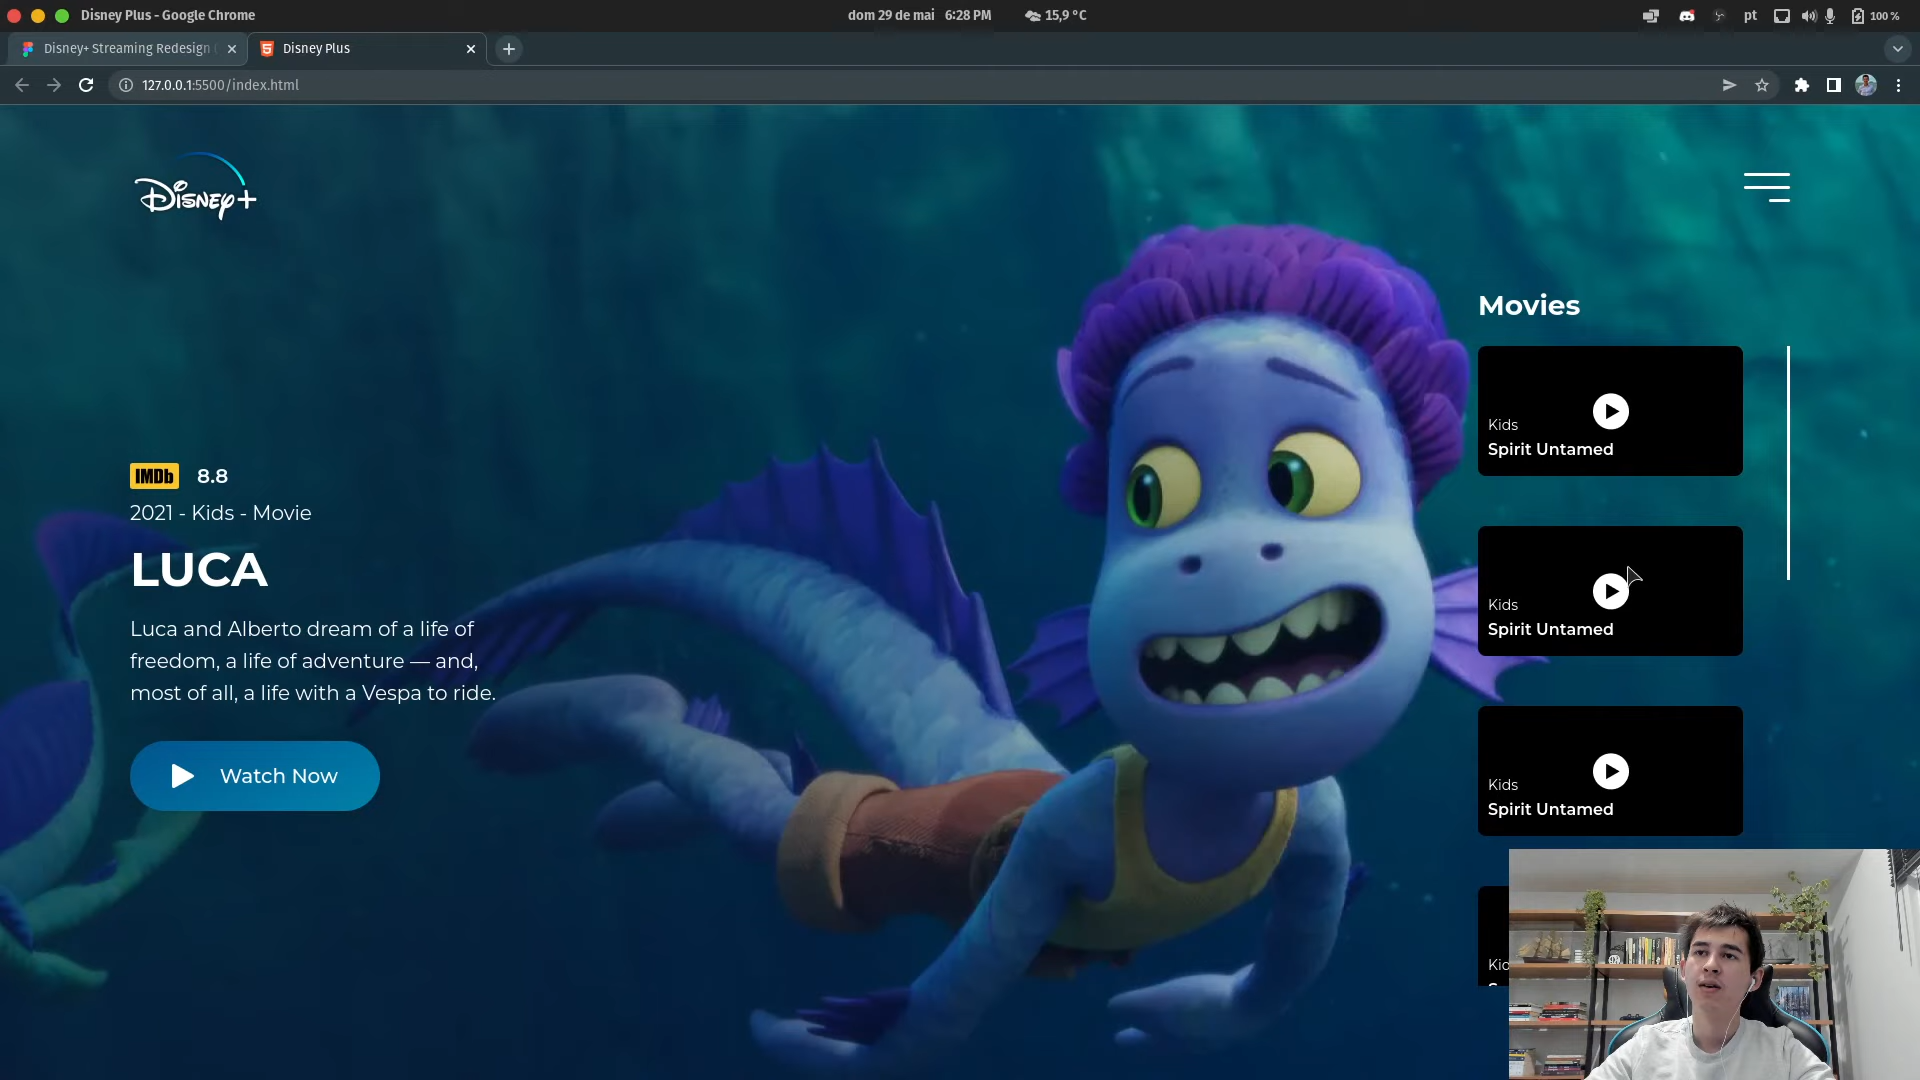 Disney Plus - Google Chrome
dom 29 de mai 6:28 PM
15,9 °C
pt
100 %
Disney+ Streaming Redesign
Disney Plus
127.0.0.1:5500/index.html
Disney+
Movies
Kids
Spirit Untamed
Kids
Spirit Untamed
Kids
Spirit Untamed
IMDb 8.8
2021 - Kids - Movie
LUCA
Luca and Alberto dream of a life of
freedom, a life of adventure — and,
most of all, a life with a Vespa to ride.
Watch Now